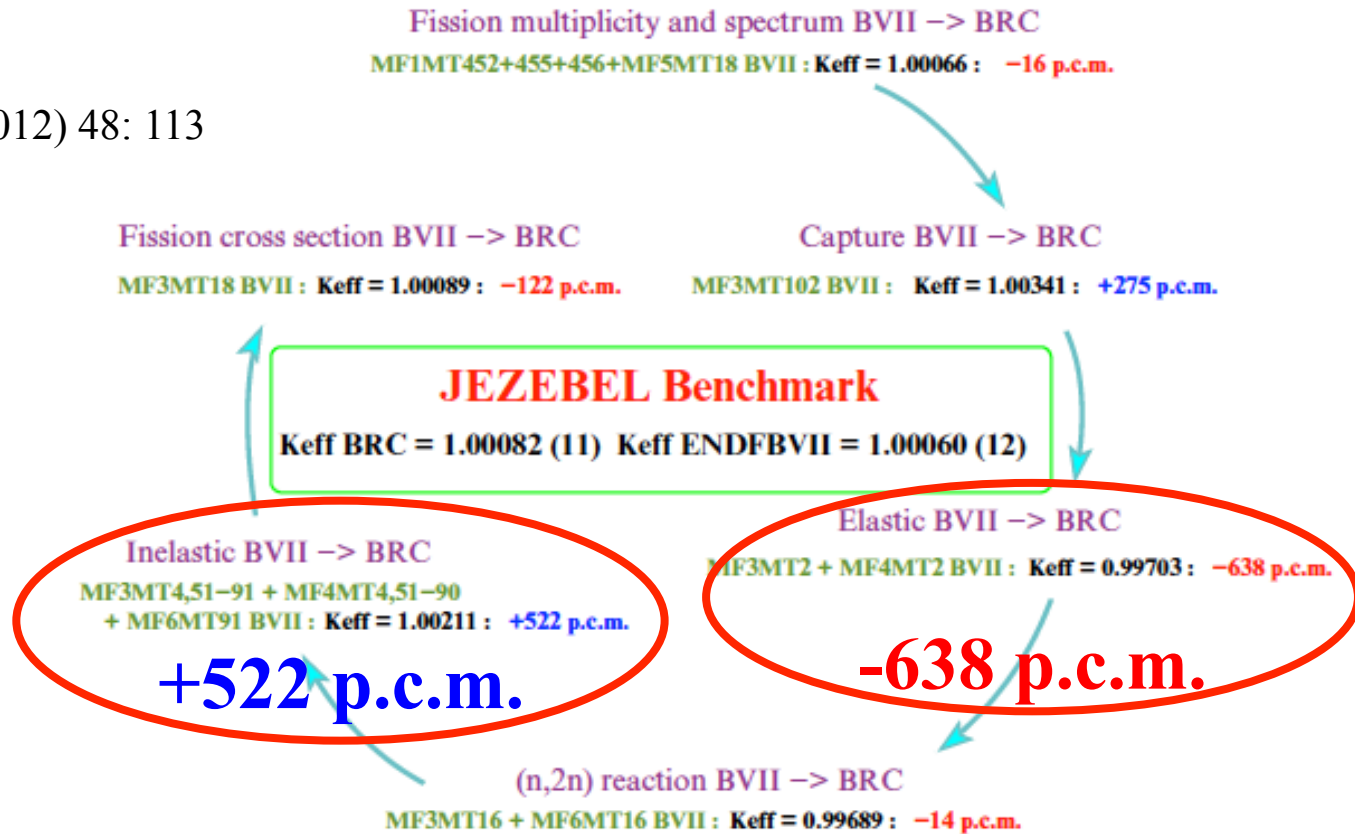 Fission multiplicity and spectrum BVII −> BRC
MF1MT452+455+456+MF5MT18 BVII : Keff = 1.00066 : −16 p.c.m.
012) 48: 113
Fission cross section BVII −> BRC
MF3MT18 BVII : Keff = 1.00089 : −122 p.c.m.
Capture BVII −> BRC
MF3MT102 BVII : Keff = 1.00341 : +275 p.c.m.
JEZEBEL Benchmark
Keff BRC = 1.00082 (11) Keff ENDFBVII = 1.00060 (12)
Inelastic BVII −> BRC
MF3MT4,51−91 + MF4MT4,51−90
+ MF6MT91 BVII : Keff = 1.00211 : +522 p.c.m.
+522 p.c.m.
Elastic BVII −> BRC
MF3MT2 + MF4MT2 BVII : Keff = 0.99703 : −638 p.c.m.
-638 p.c.m.
(n,2n) reaction BVII −> BRC
MF3MT16 + MF6MT16 BVII : Keff = 0.99689 : −14 p.c.m.